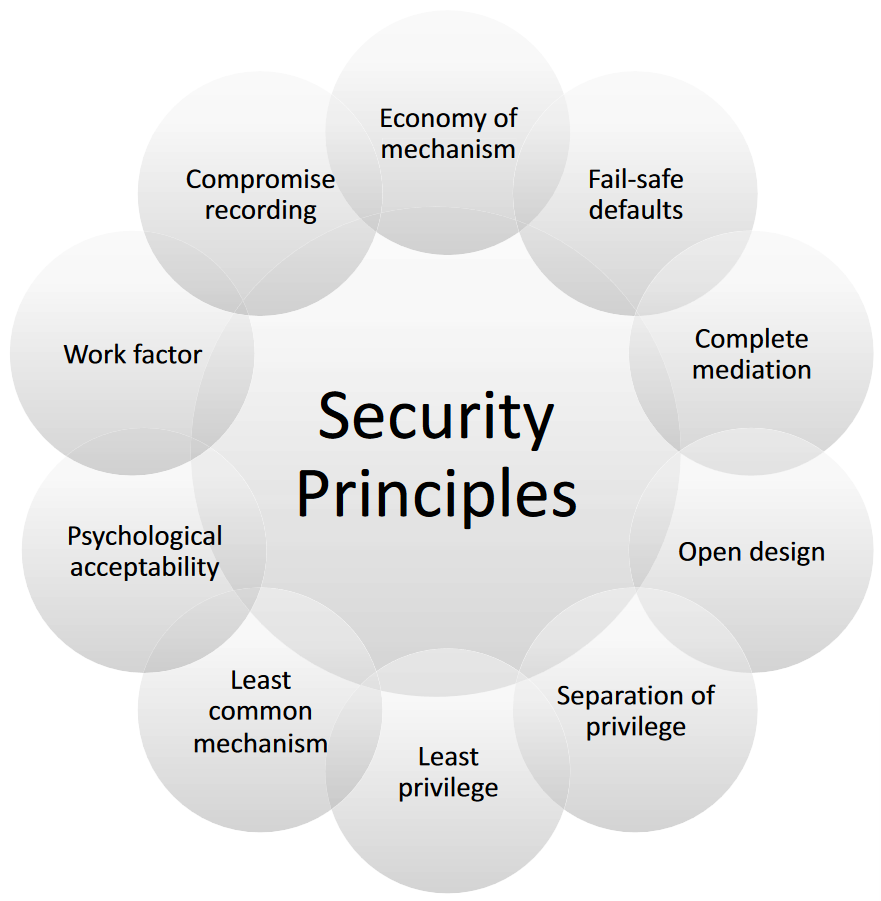 Economy of
mechanism
Fail-safe
defaults
Complete
mediation
Open design
Separation of
privilege
Least
privilege
Least
common
mechanism
Psychological
acceptability
Work factor
Compromise
recording
Security
Principles